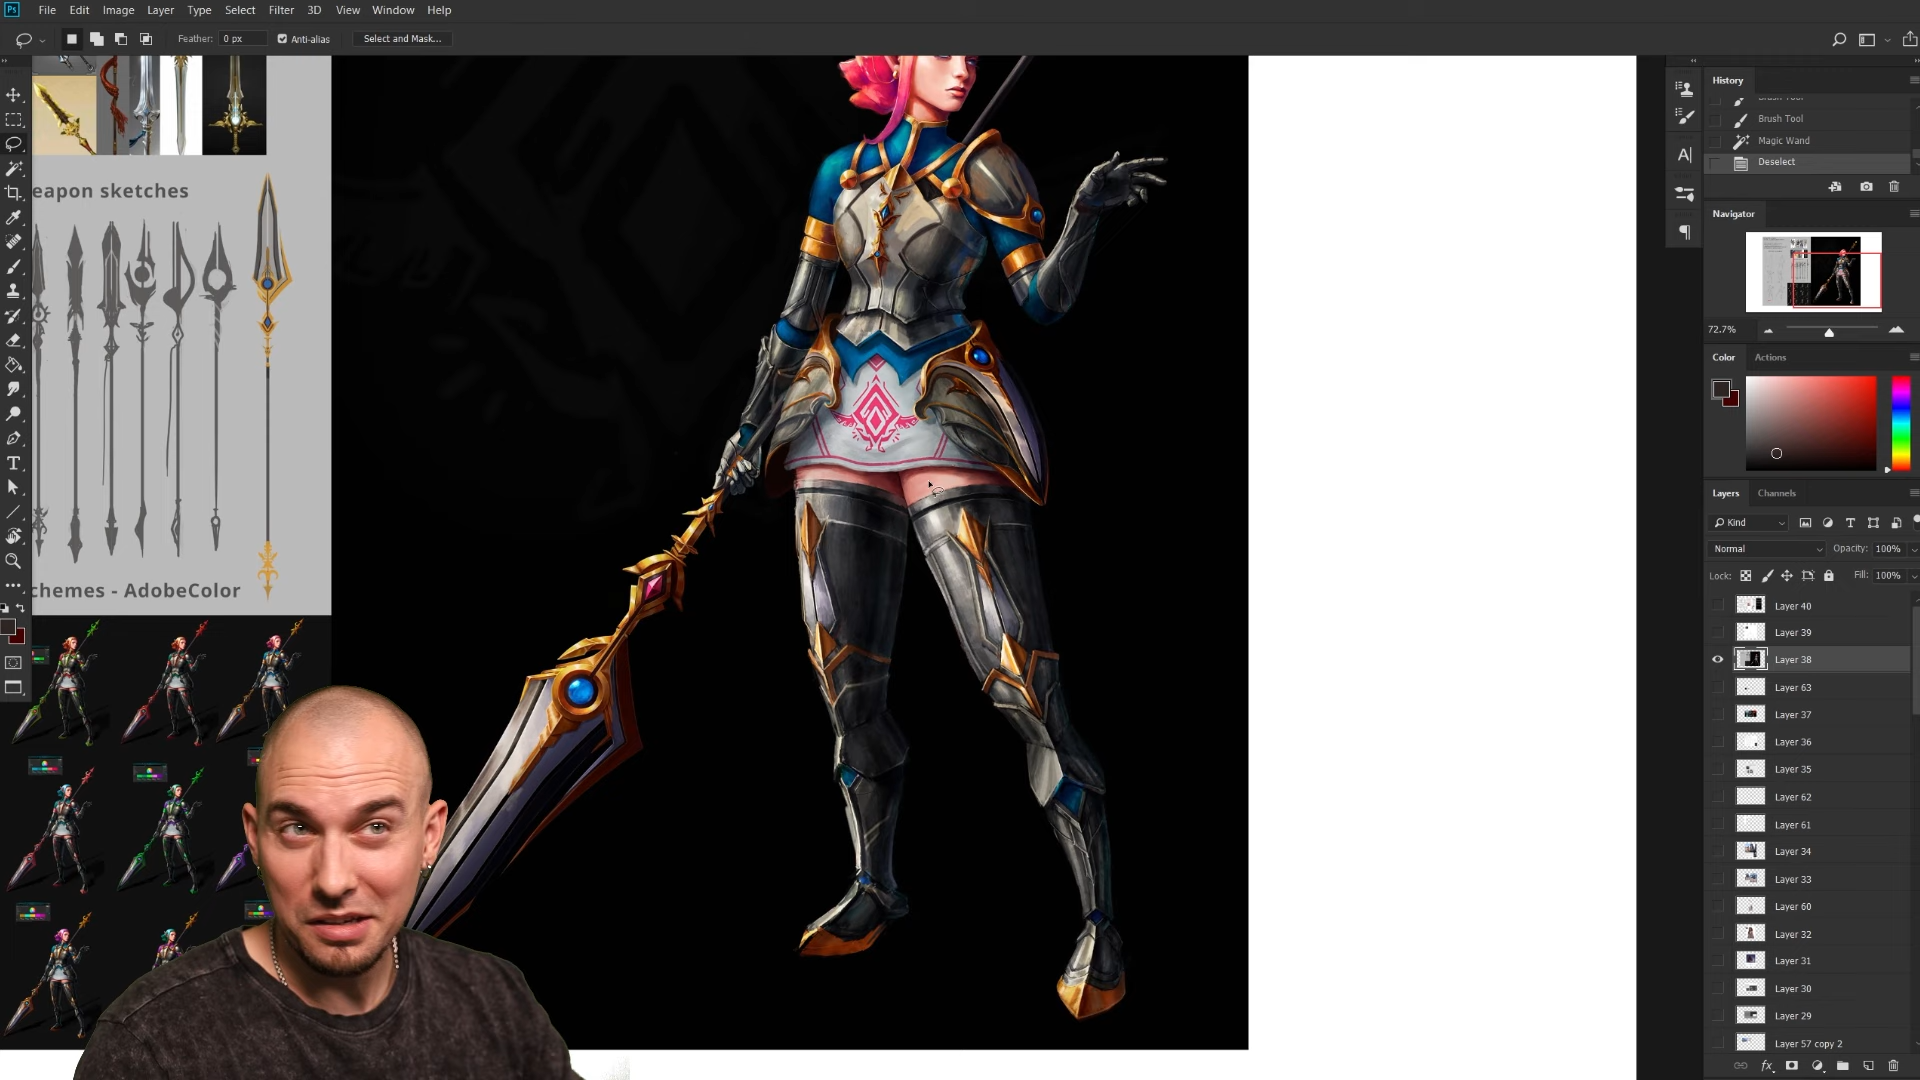 Ps File Edit Image Layer Type Select Filter 3D View Window Help
Feather: 0 px Anti-alias Select and Mask...
History
Brush Tool
Brush Tool
Magic Wand
Deselect
Navigator
72.7%
Color Actions
Layers Channels
Kind
Normal Opacity: 100%
Lock: Fill: 100%
Layer 40
Layer 39
Layer 38
Layer 63
Layer 37
Layer 36
Layer 35
Layer 62
Layer 61
Layer 34
Layer 33
Layer 60
Layer 32
Layer 31
Layer 30
Layer 29
Layer 57 copy 2
fx
eapon sketches
chemes - AdobeColor